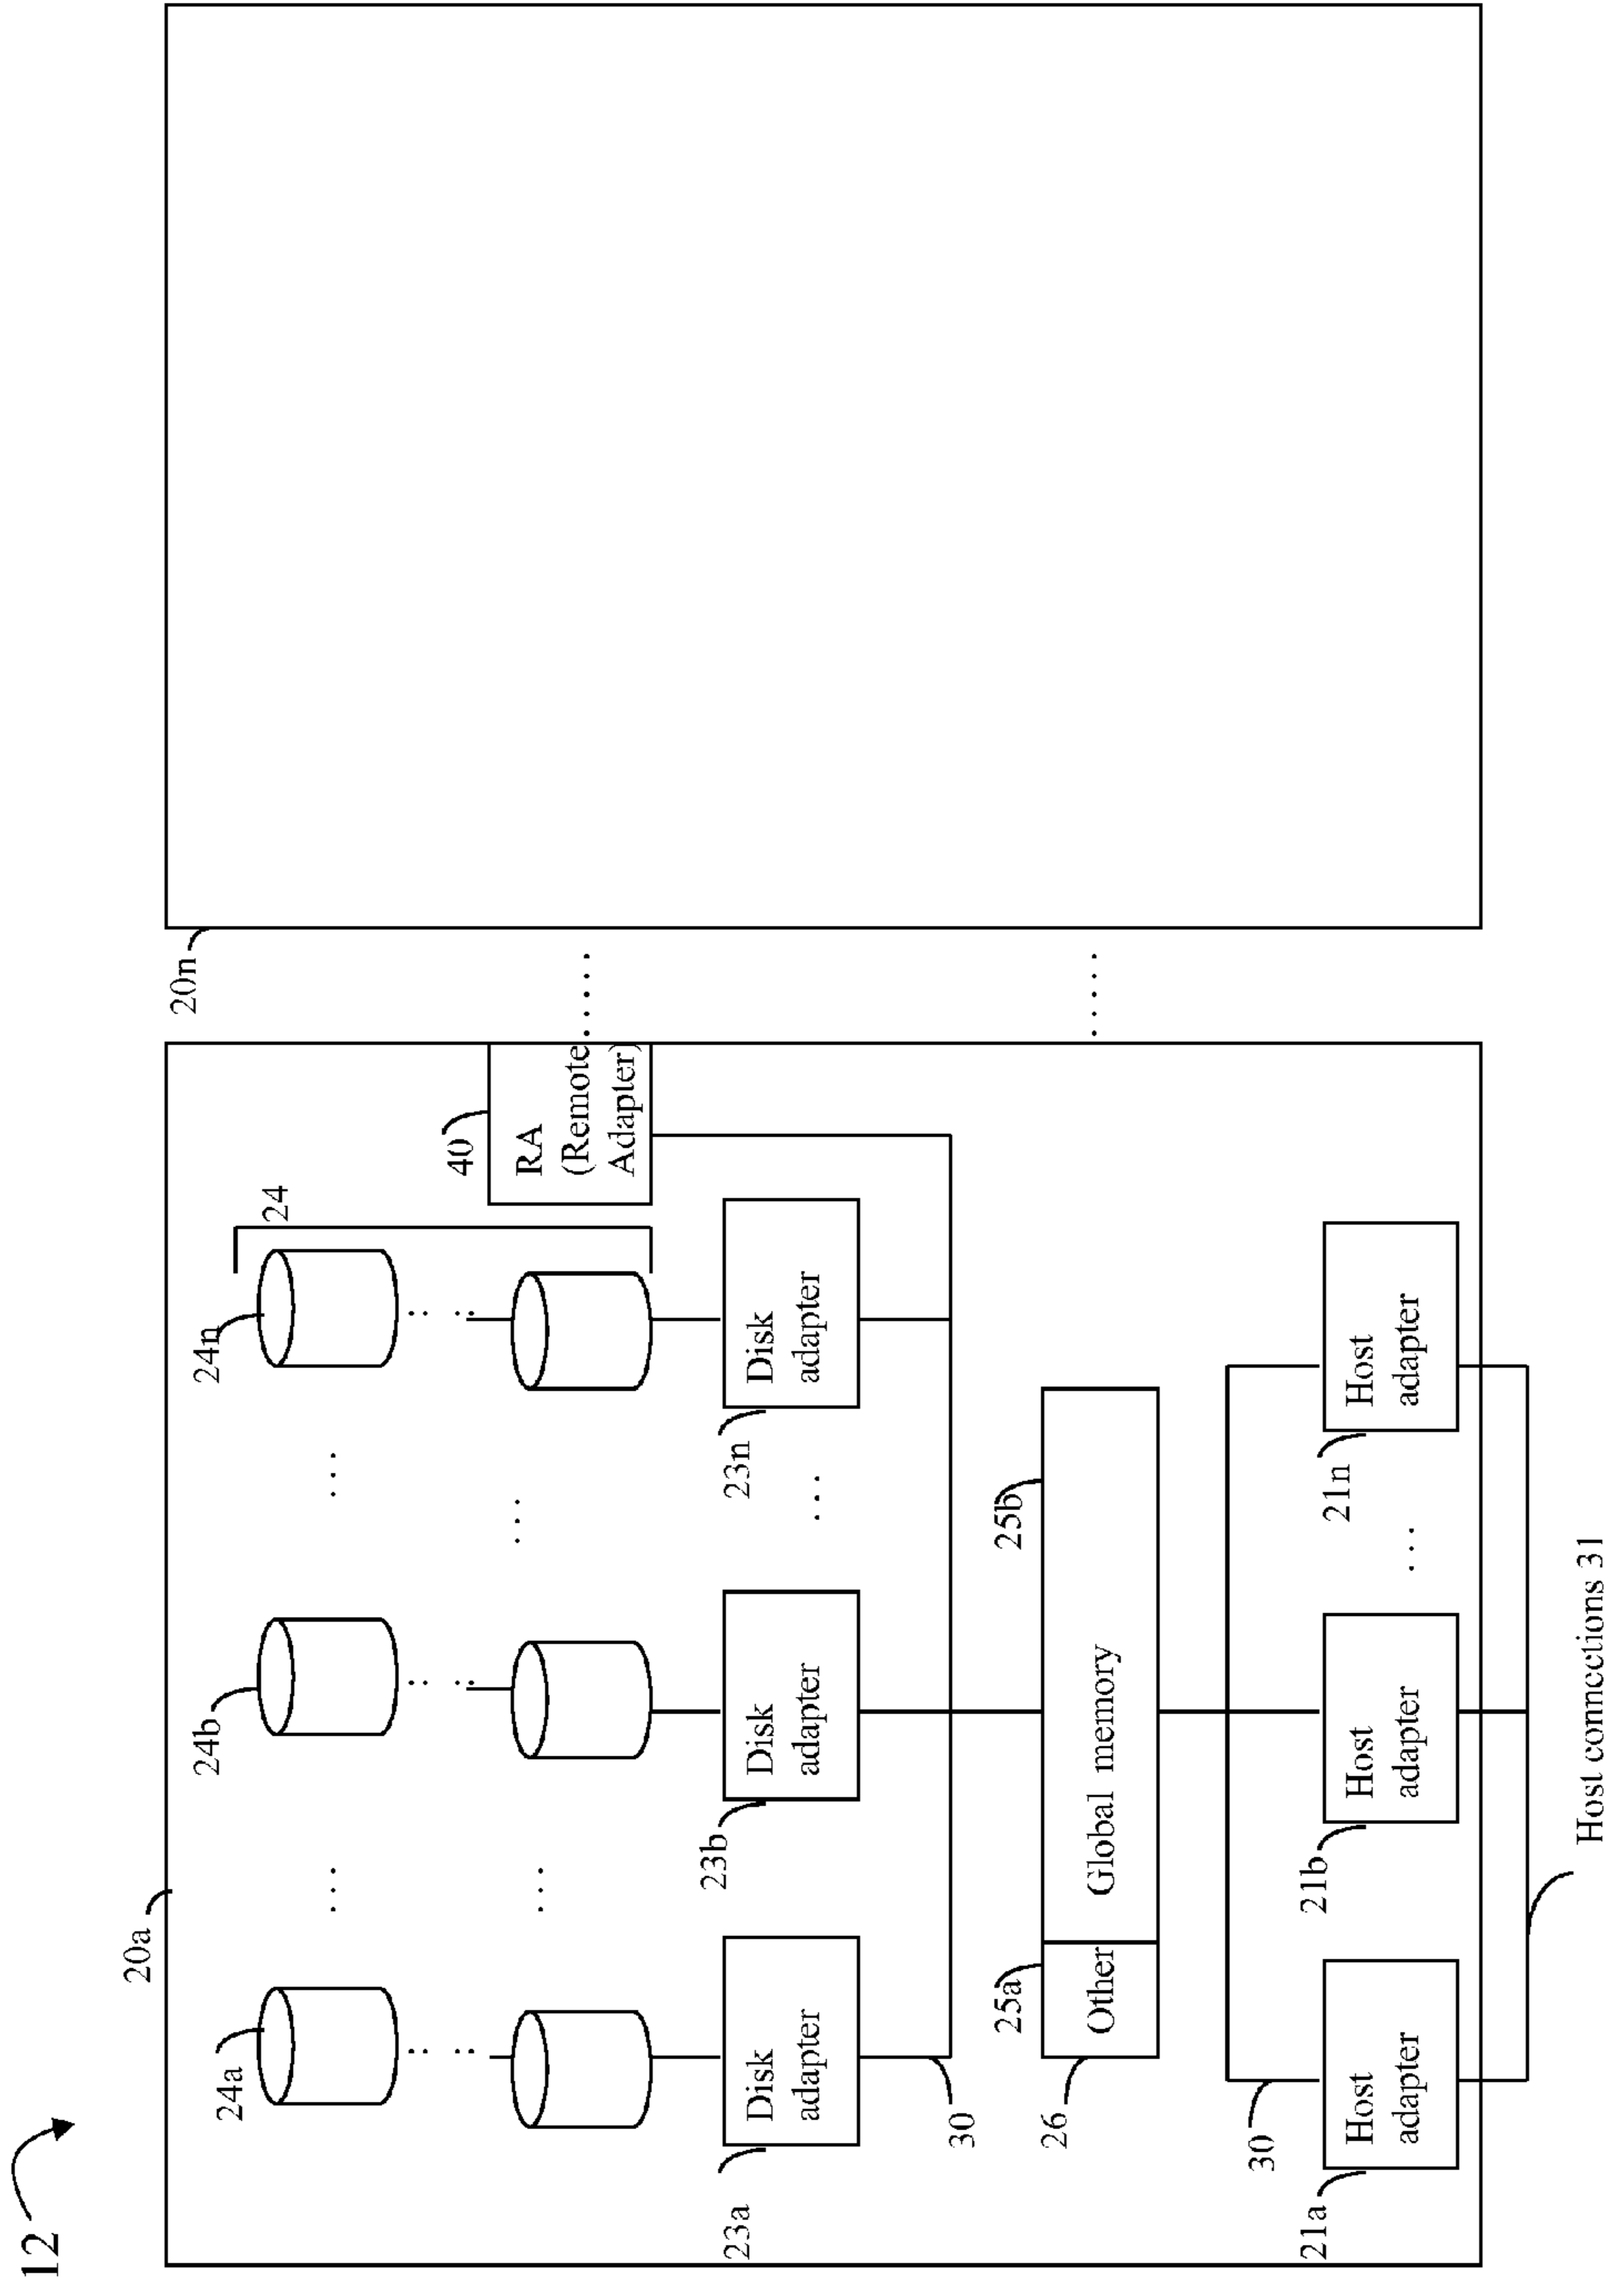 12
20a
20n
24a
24b
24n
24
40
RA
(Remote
Adapter)
......
.....
...
...
...
...
23a
Disk
adapter
23b
Disk
adapter
...
23n
Disk
adapter
30
25a
25b
26
Other
Global memory
30
21a
Host
adapter
21b
Host
adapter
...
21n
Host
adapter
Host connections 31